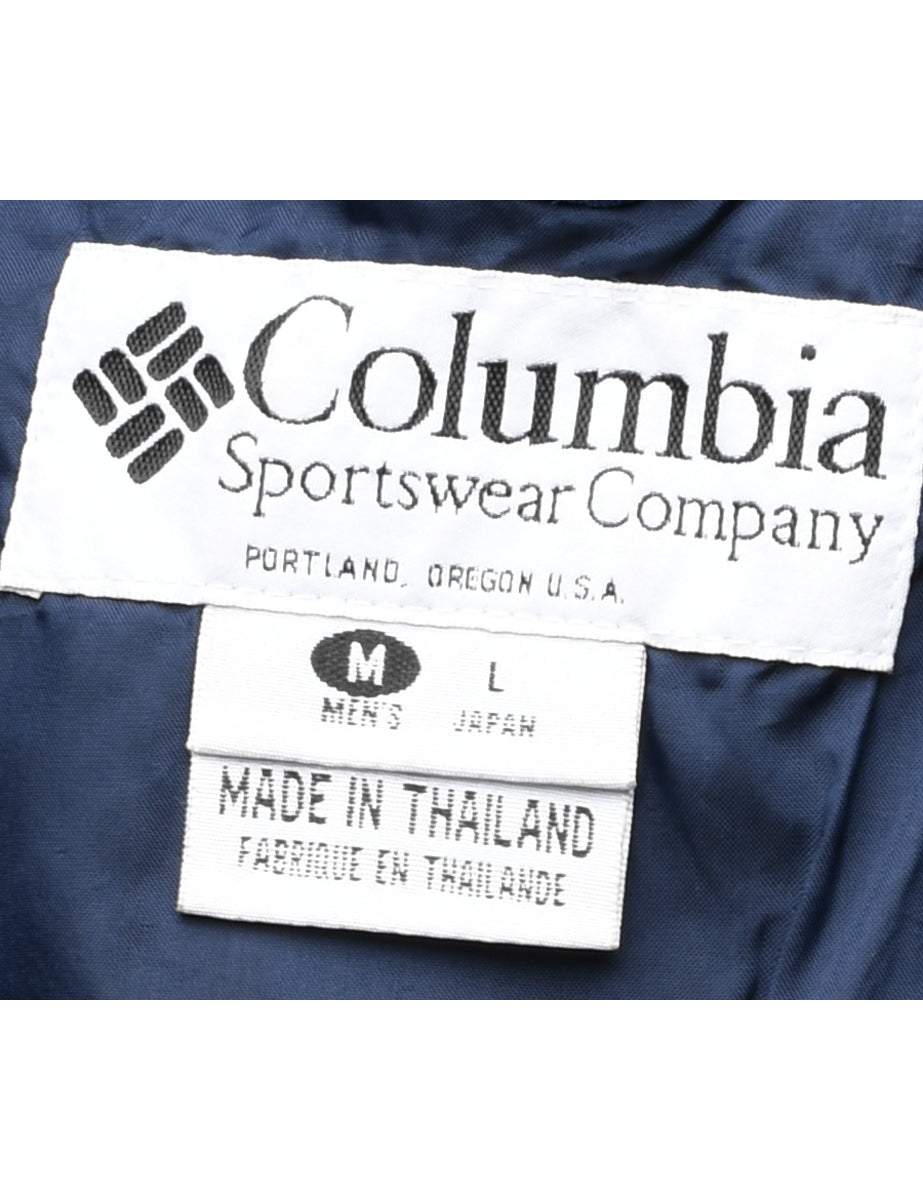 Columbia
Sportswear Company
PORTLAND, OREGON U.S.A.
M L
MEN'S JAPAN
MADE IN THAILAND
FABRIQUE EN THAILANDE